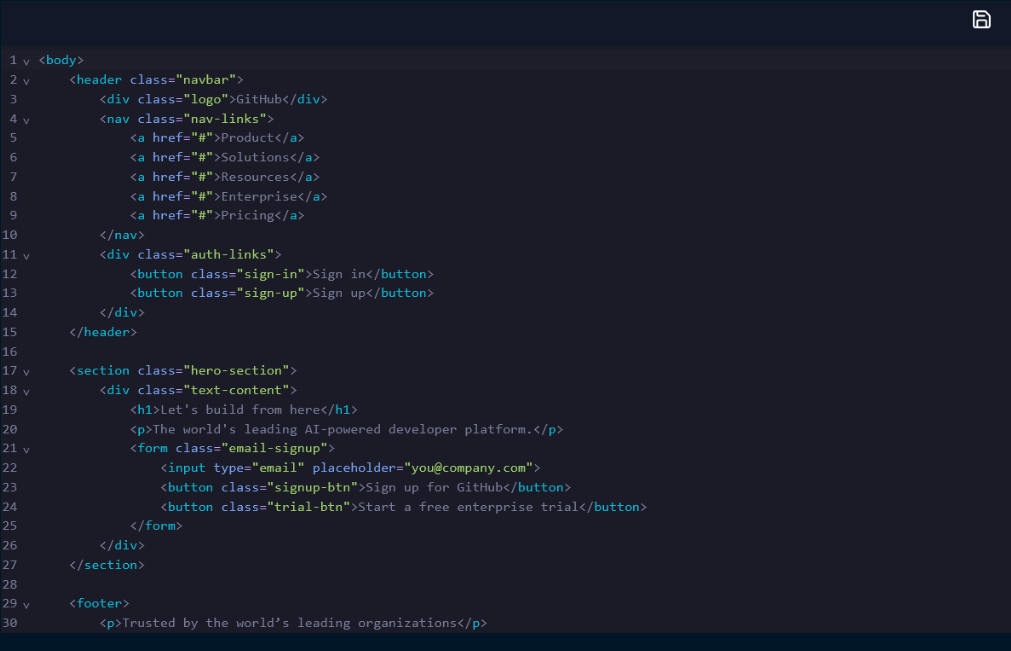 1 <body>
2     <header class="navbar">
3         <div class="logo">GitHub</div>
4         <nav class="nav-links">
5             <a href="#">Product</a>
6             <a href="#">Solutions</a>
7             <a href="#">Resources</a>
8             <a href="#">Enterprise</a>
9             <a href="#">Pricing</a>
10         </nav>
11         <div class="auth-links">
12             <button class="sign-in">Sign in</button>
13             <button class="sign-up">Sign up</button>
14         </div>
15     </header>
16
17     <section class="hero-section">
18         <div class="text-content">
19             <h1>Let's build from here</h1>
20             <p>The world's leading AI-powered developer platform.</p>
21             <form class="email-signup">
22                 <input type="email" placeholder="you@company.com">
23                 <button class="signup-btn">Sign up for GitHub</button>
24                 <button class="trial-btn">Start a free enterprise trial</button>
25             </form>
26         </div>
27     </section>
28
29     <footer>
30         <p>Trusted by the world’s leading organizations</p>